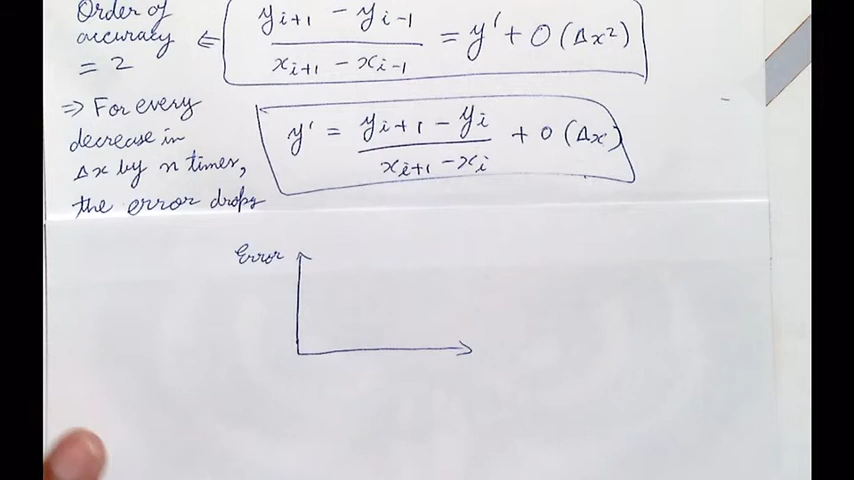 Order of
accuracy
= 2
⇐ (y_{i+1} - y_{i-1}) / (x_{i+1} - x_{i-1}) = y' + O(Δx²)
⇒ For every
decrease in
Δx by n times,
the error drops
y' = (y_{i+1} - y_i) / (x_{i+1} - x_i) + O(Δx)
Error